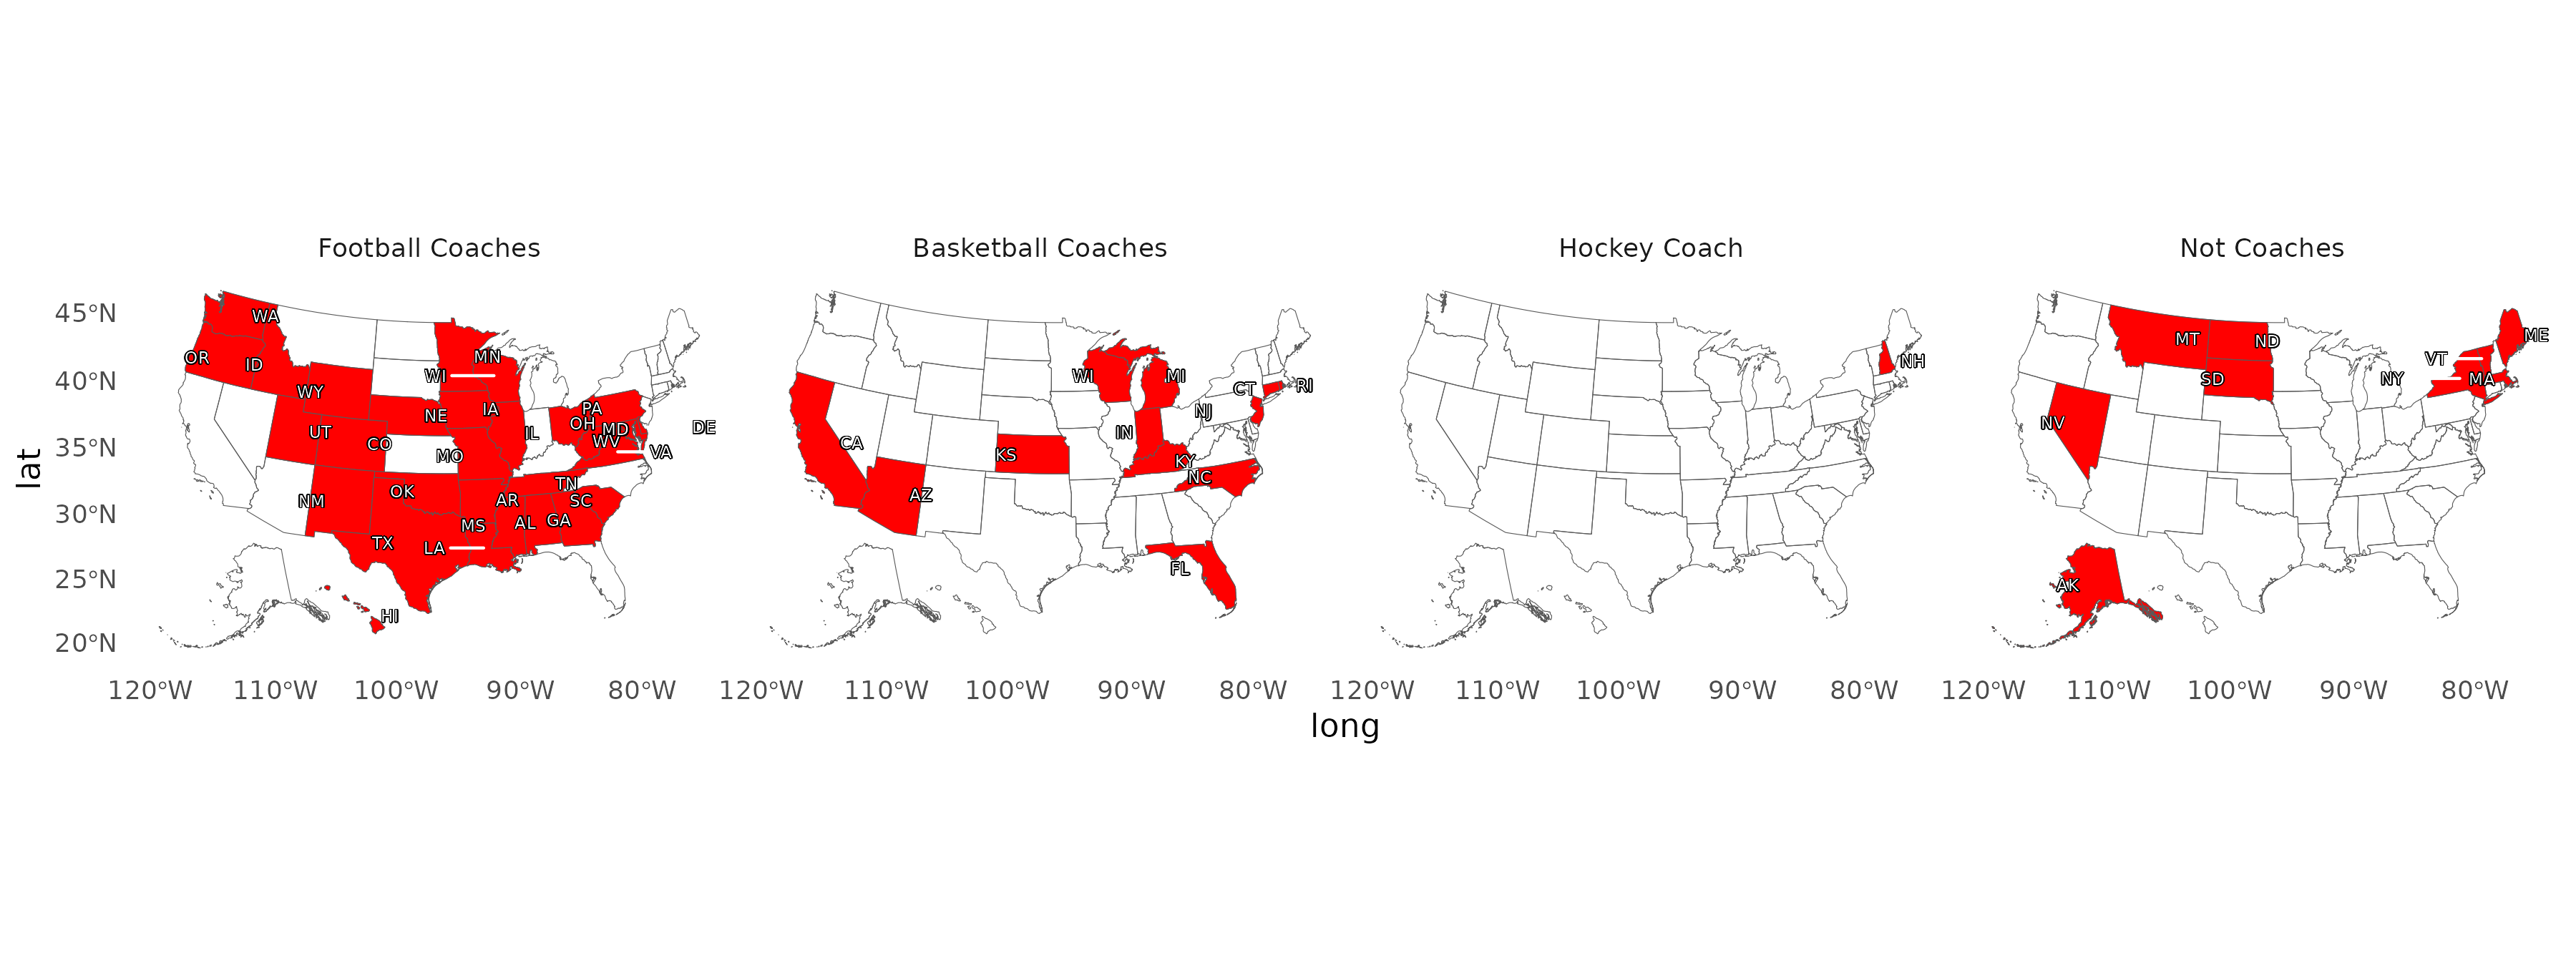 Football Coaches
Basketball Coaches
Hockey Coach
Not Coaches
lat
45°N
40°N
35°N
30°N
25°N
20°N
WA
OR
ID
MN
WI
WY
NE
IA
PA
OH
MD
DE
UT
CO
IL
WV
VA
MO
NM
OK
AR
TN
SC
MS
AL
GA
TX
LA
HI
WI
MI
CT
RI
NJ
IN
CA
KS
KY
NC
AZ
FL
NH
MT
ND
ME
VT
SD
NY
MA
NV
AK
120°W 110°W 100°W 90°W 80°W
120°W 110°W 100°W 90°W 80°W
120°W 110°W 100°W 90°W 80°W
120°W 110°W 100°W 90°W 80°W
long